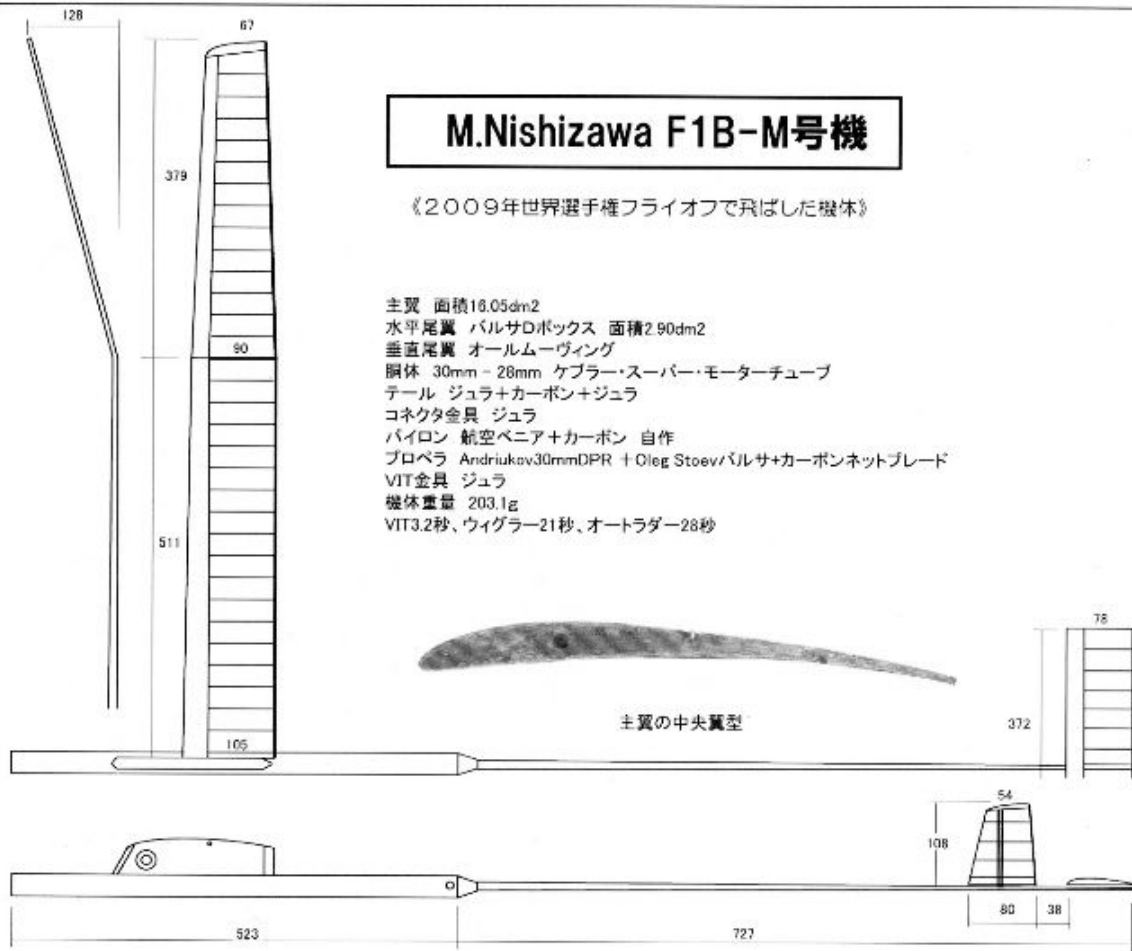 128
67
M.Nishizawa F1B-M号機
379
《2009年世界選手権フライオフで飛ばした機体》
主翼 面積16.05dm2
水平尾翼 バルサDボックス 面積2.90dm2
垂直尾翼 オールムーヴィング
90
胴体 30mm - 28mm ケブラー・スーパー・モーターチューブ
テール ジュラ+カーボン+ジュラ
コネクタ金具 ジュラ
パイロン 航空ベニア+カーボン 自作
プロペラ Andriukov30mmDPR +Oleg Stoevバルサ+カーボンネットブレード
VIT金具 ジュラ
機体重量 203.1g
VIT3.2秒、ウィグラー21秒、オートラダー28秒
511
78
主翼の中央翼型
372
105
54
108
80
38
523
727